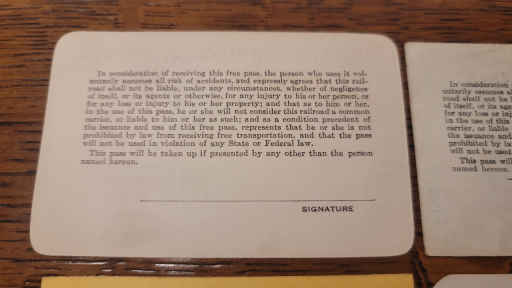 In consideration of receiving this free pass, the person who uses it vol-
untarily assumes all risk of accidents, and expressly agrees that this rail-
road shall not be liable, under any circumstances, whether of negligence
of itself, or its agents or otherwise, for any injury to his or her person, or
for any loss or injury to his or her property; and that as to him or her,
in the use of this pass, he or she will not consider this railroad a common
carrier, or liable to him or her as such; and as a condition precedent of
the issuance and use of this free pass, represents that he or she is not
prohibited by law from receiving free transportation, and that the pass
will not be used in violation of any State or Federal law.
This pass will be taken up if presented by any other than the person
named hereon.
SIGNATURE
In consideration
untarily assumes
road shall not be
of itself, or its
for any loss or
in the use of this
carrier, or liable
the issuance and
prohibited by
will not be used
This pass will
named hereon.